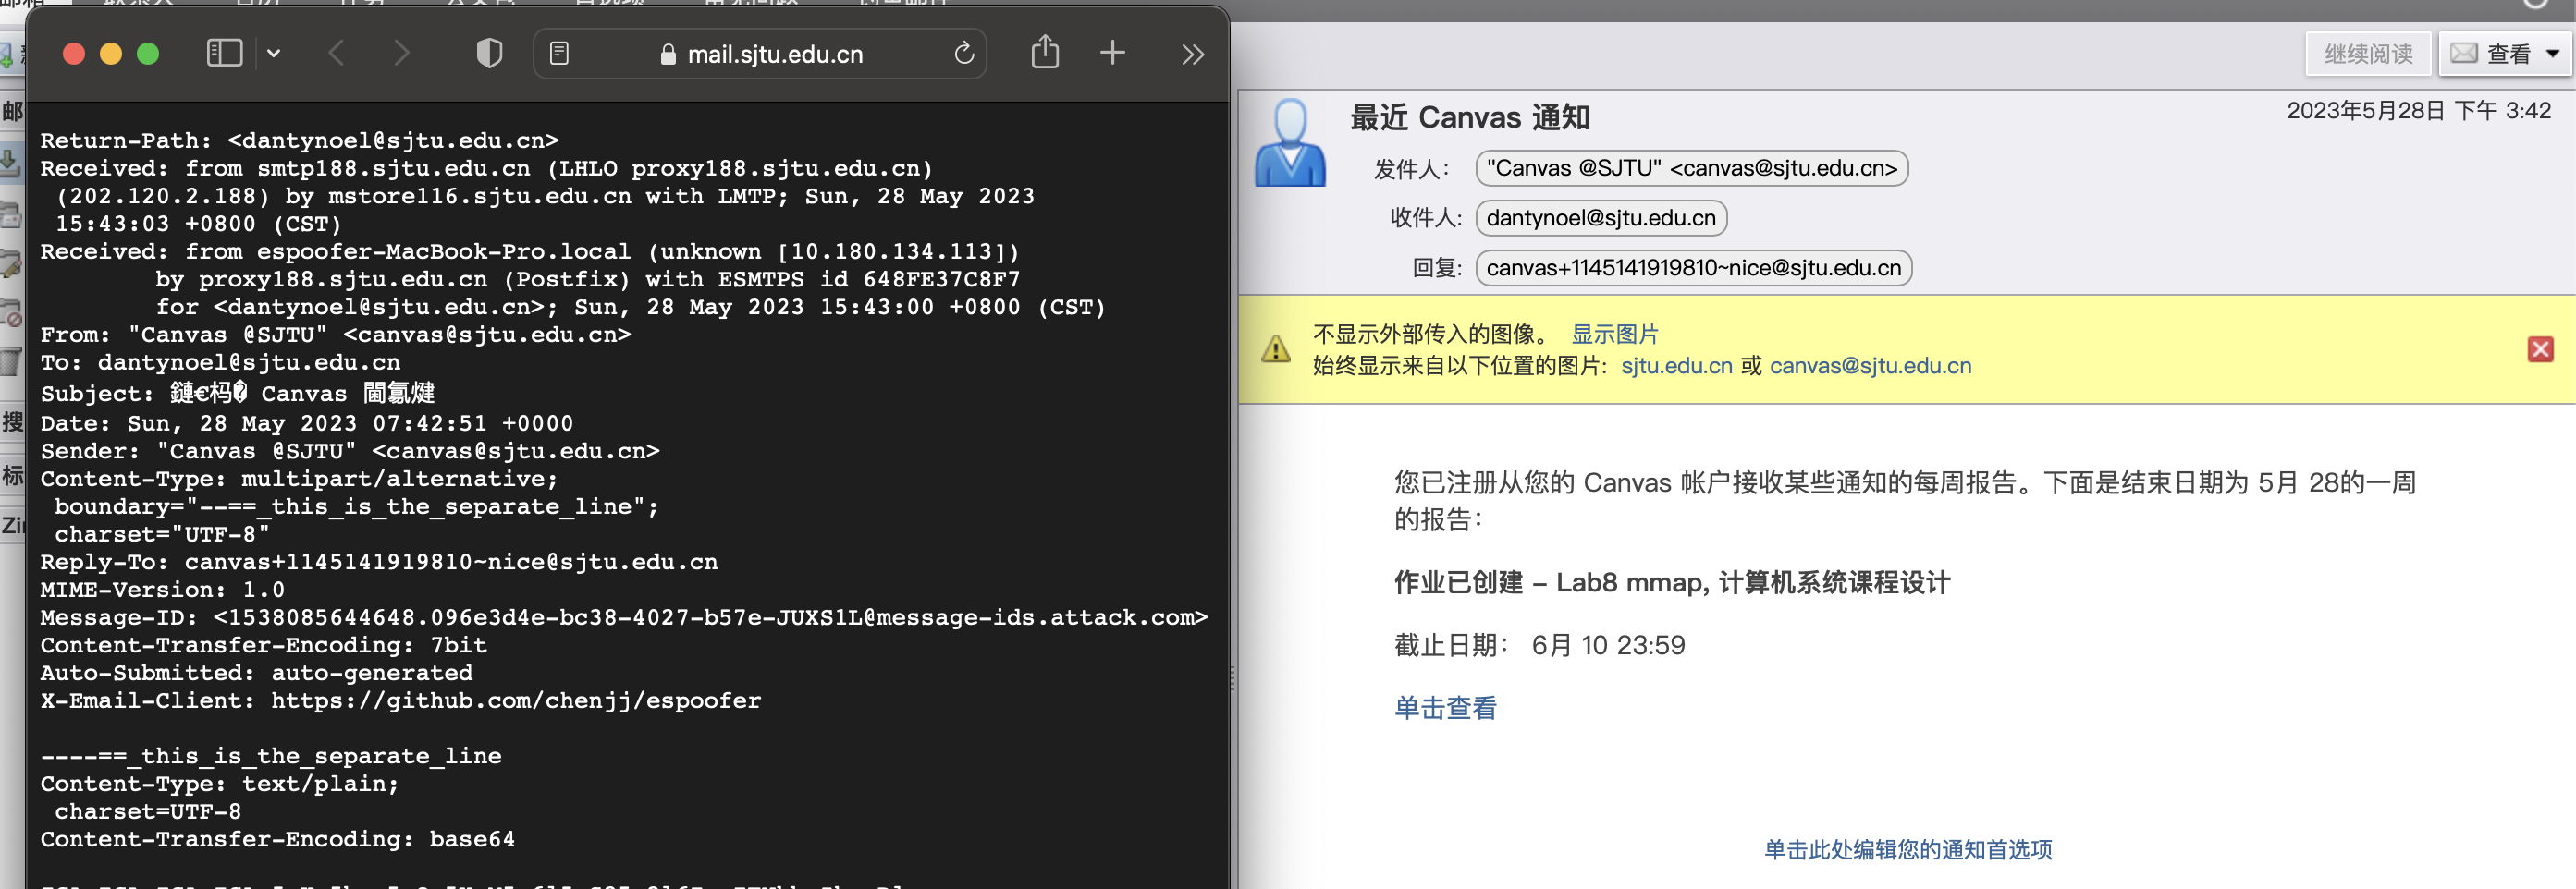 mail.sjtu.edu.cn
Return-Path: <dantynoel@sjtu.edu.cn>
Received: from smtp188.sjtu.edu.cn (LHLO proxy188.sjtu.edu.cn)
(202.120.2.188) by mstore116.sjtu.edu.cn with LMTP; Sun, 28 May 2023
15:43:03 +0800 (CST)
Received: from espoofer-MacBook-Pro.local (unknown [10.180.134.113])
by proxy188.sjtu.edu.cn (Postfix) with ESMTPS id 648FE37C8F7
for <dantynoel@sjtu.edu.cn>; Sun, 28 May 2023 15:43:00 +0800 (CST)
From: "Canvas @SJTU" <canvas@sjtu.edu.cn>
To: dantynoel@sjtu.edu.cn
Subject: Canvas
Date: Sun, 28 May 2023 07:42:51 +0000
Sender: "Canvas @SJTU" <canvas@sjtu.edu.cn>
Content-Type: multipart/alternative;
boundary="--==_this_is_the_separate_line";
charset="UTF-8"
Reply-To: canvas+1145141919810~nice@sjtu.edu.cn
MIME-Version: 1.0
Message-ID: <1538085644648.096e3d4e-bc38-4027-b57e-JUXS1L@message-ids.attack.com>
Content-Transfer-Encoding: 7bit
Auto-Submitted: auto-generated
X-Email-Client: https://github.com/chenjj/espoofer
----==_this_is_the_separate_line
Content-Type: text/plain;
charset=UTF-8
Content-Transfer-Encoding: base64
继续阅读
查看
最近 Canvas 通知
2023年5月28日 下午 3:42
发件人: "Canvas @SJTU" <canvas@sjtu.edu.cn>
收件人: dantynoel@sjtu.edu.cn
回复: canvas+1145141919810~nice@sjtu.edu.cn
不显示外部传入的图像。 显示图片
始终显示来自以下位置的图片: sjtu.edu.cn 或 canvas@sjtu.edu.cn
您已注册从您的 Canvas 帐户接收某些通知的每周报告。下面是结束日期为 5月 28的一周
的报告：
作业已创建 – Lab8 mmap, 计算机系统课程设计
截止日期： 6月 10 23:59
单击查看
单击此处编辑您的通知首选项